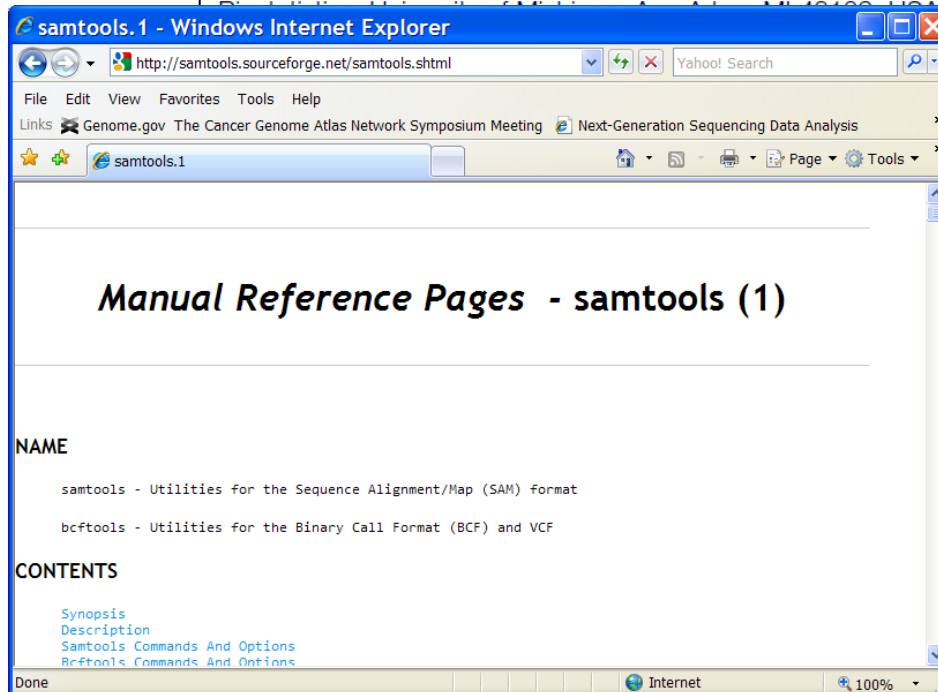 samtools.1 - Windows Internet Explorer
http://samtools.sourceforge.net/samtools.shtml
Yahoo! Search
File Edit View Favorites Tools Help
Links Genome.gov The Cancer Genome Atlas Network Symposium Meeting Next-Generation Sequencing Data Analysis
samtools.1
Page Tools
Manual Reference Pages - samtools (1)
NAME
samtools - Utilities for the Sequence Alignment/Map (SAM) format
bcftools - Utilities for the Binary Call Format (BCF) and VCF
CONTENTS
Synopsis
Description
Samtools Commands And Options
Bcftools Commands And Options
Done Internet 100%